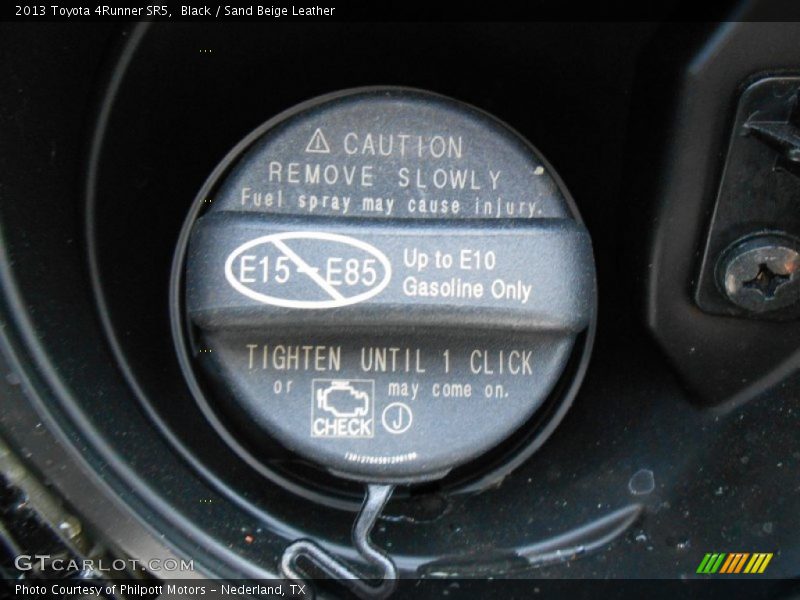 2013 Toyota 4Runner SR5,  Black / Sand Beige Leather
CAUTION
REMOVE SLOWLY
Fuel spray may cause injury.
E15-E85
Up to E10
Gasoline Only
TIGHTEN UNTIL 1 CLICK
or CHECK may come on.
J
GTCarlot.com
Photo Courtesy of Philpott Motors - Nederland, TX